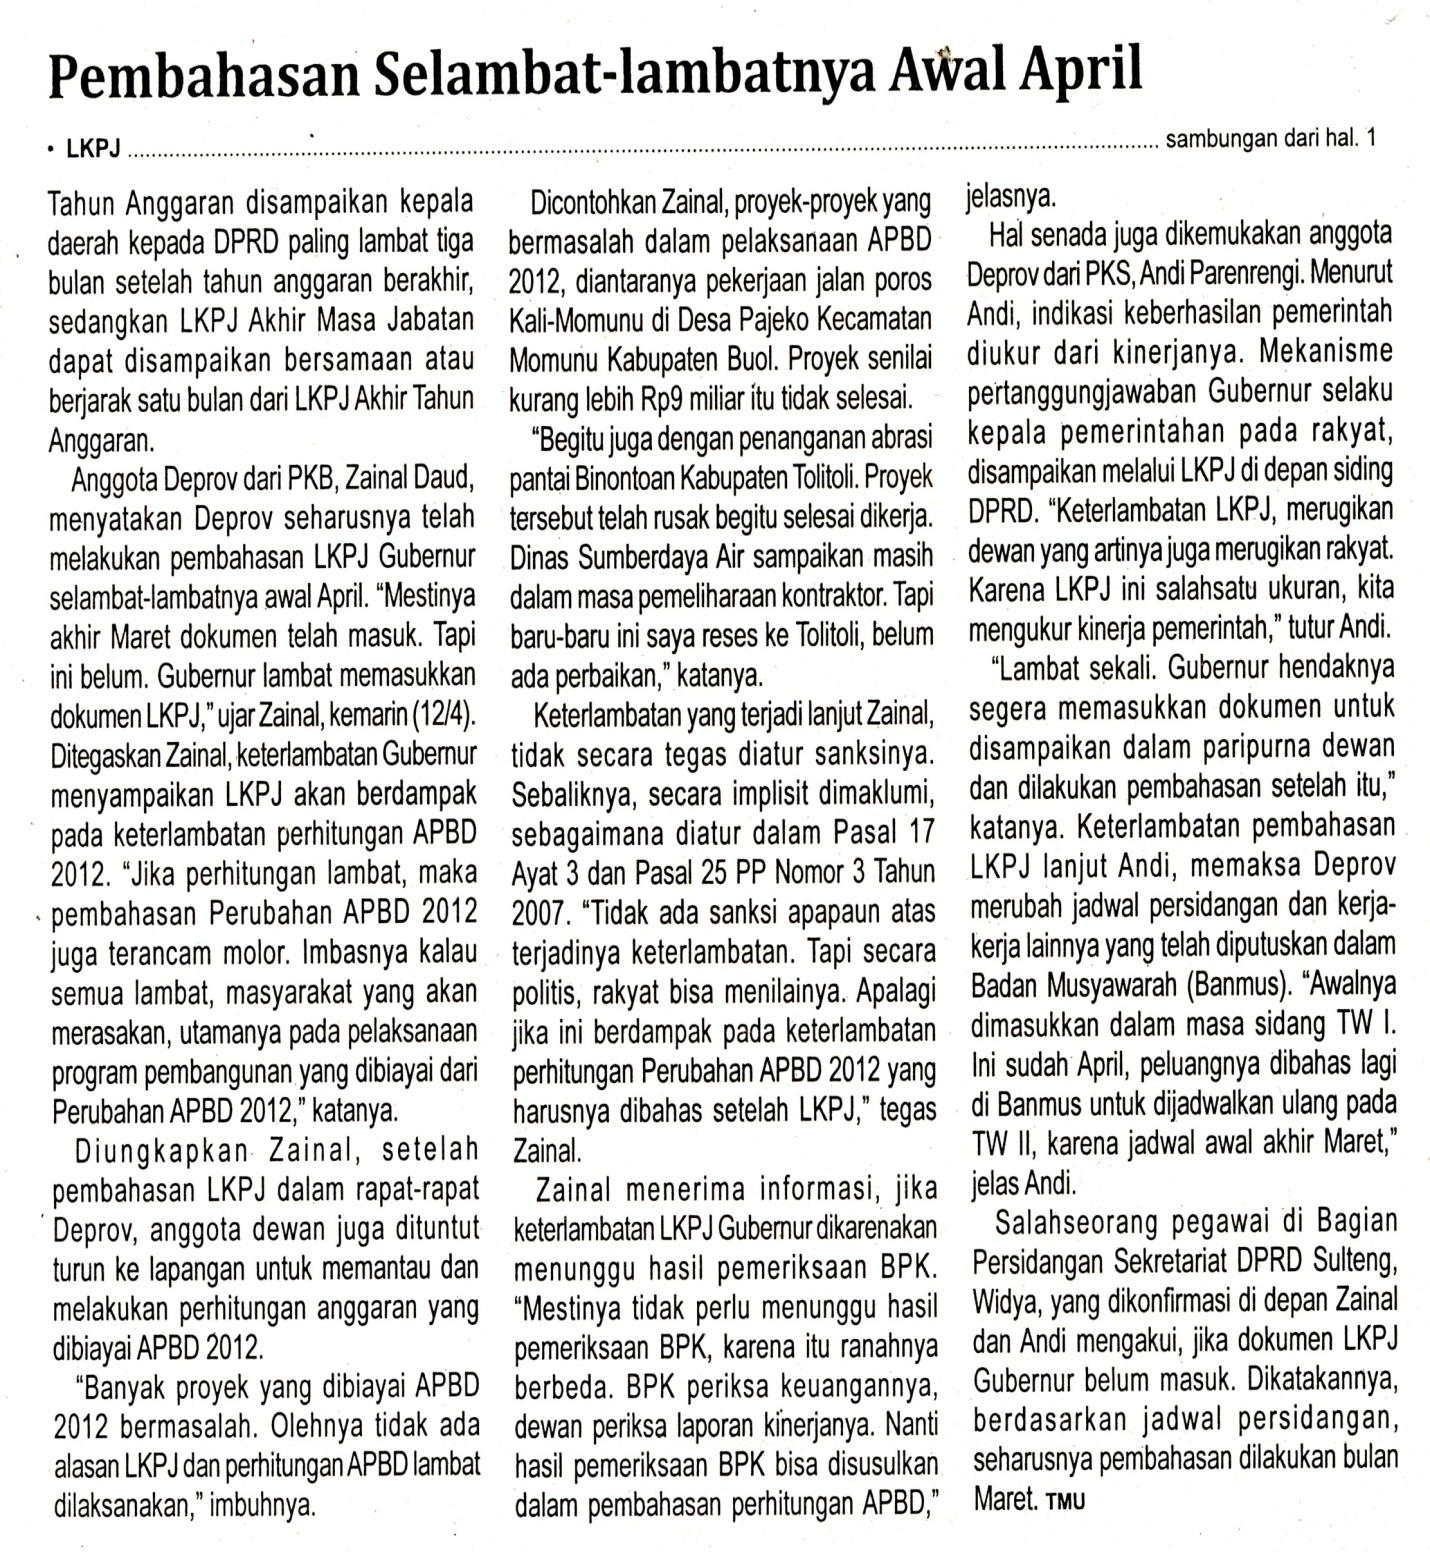 Pembahasan Selambat-lambatnya Awal April
• LKPJ ........................................................ sambungan dari hal. 1
Tahun Anggaran disampaikan kepala
daerah kepada DPRD paling lambat tiga
bulan setelah tahun anggaran berakhir,
sedangkan LKPJ Akhir Masa Jabatan
dapat disampaikan bersamaan atau
berjarak satu bulan dari LKPJ Akhir Tahun
Anggaran.
Anggota Deprov dari PKB, Zainal Daud,
menyatakan Deprov seharusnya telah
melakukan pembahasan LKPJ Gubernur
selambat-lambatnya awal April. “Mestinya
akhir Maret dokumen telah masuk. Tapi
ini belum. Gubernur lambat memasukkan
dokumen LKPJ,” ujar Zainal, kemarin (12/4).
Ditegaskan Zainal, keterlambatan Gubernur
menyampaikan LKPJ akan berdampak
pada keterlambatan perhitungan APBD
2012. “Jika perhitungan lambat, maka
pembahasan Perubahan APBD 2012
juga terancam molor. Imbasnya kalau
semua lambat, masyarakat yang akan
merasakan, utamanya pada pelaksanaan
program pembangunan yang dibiayai dari
Perubahan APBD 2012,” katanya.
Diungkapkan Zainal, setelah
pembahasan LKPJ dalam rapat-rapat
Deprov, anggota dewan juga dituntut
turun ke lapangan untuk memantau dan
melakukan perhitungan anggaran yang
dibiayai APBD 2012.
“Banyak proyek yang dibiayai APBD
2012 bermasalah. Olehnya tidak ada
alasan LKPJ dan perhitungan APBD lambat
dilaksanakan,” imbuhnya.
Dicontohkan Zainal, proyek-proyek yang
bermasalah dalam pelaksanaan APBD
2012, diantaranya pekerjaan jalan poros
Kali-Momunu di Desa Pajeko Kecamatan
Momunu Kabupaten Buol. Proyek senilai
kurang lebih Rp9 miliar itu tidak selesai.
“Begitu juga dengan penanganan abrasi
pantai Binontoan Kabupaten Tolitoli. Proyek
tersebut telah rusak begitu selesai dikerja.
Dinas Sumberdaya Air sampaikan masih
dalam masa pemeliharaan kontraktor. Tapi
baru-baru ini saya reses ke Tolitoli, belum
ada perbaikan,” katanya.
Keterlambatan yang terjadi lanjut Zainal,
tidak secara tegas diatur sanksinya.
Sebaliknya, secara implisit dimaklumi,
sebagaimana diatur dalam Pasal 17
Ayat 3 dan Pasal 25 PP Nomor 3 Tahun
2007. “Tidak ada sanksi apapaun atas
terjadinya keterlambatan. Tapi secara
politis, rakyat bisa menilainya. Apalagi
jika ini berdampak pada keterlambatan
perhitungan Perubahan APBD 2012 yang
harusnya dibahas setelah LKPJ,” tegas
Zainal.
Zainal menerima informasi, jika
keterlambatan LKPJ Gubernur dikarenakan
menunggu hasil pemeriksaan BPK.
“Mestinya tidak perlu menunggu hasil
pemeriksaan BPK, karena itu ranahnya
berbeda. BPK periksa keuangannya,
dewan periksa laporan kinerjanya. Nanti
hasil pemeriksaan BPK bisa disusulkan
dalam pembahasan perhitungan APBD,”
jelasnya.
Hal senada juga dikemukakan anggota
Deprov dari PKS, Andi Parenrengi. Menurut
Andi, indikasi keberhasilan pemerintah
diukur dari kinerjanya. Mekanisme
pertanggungjawaban Gubernur selaku
kepala pemerintahan pada rakyat,
disampaikan melalui LKPJ di depan siding
DPRD. “Keterlambatan LKPJ, merugikan
dewan yang artinya juga merugikan rakyat.
Karena LKPJ ini salahsatu ukuran, kita
mengukur kinerja pemerintah,” tutur Andi.
“Lambat sekali. Gubernur hendaknya
segera memasukkan dokumen untuk
disampaikan dalam paripurna dewan
dan dilakukan pembahasan setelah itu,”
katanya. Keterlambatan pembahasan
LKPJ lanjut Andi, memaksa Deprov
merubah jadwal persidangan dan kerja-
kerja lainnya yang telah diputuskan dalam
Badan Musyawarah (Banmus). “Awalnya
dimasukkan dalam masa sidang TW I.
Ini sudah April, peluangnya dibahas lagi
di Banmus untuk dijadwalkan ulang pada
TW II, karena jadwal awal akhir Maret,”
jelas Andi.
Salahseorang pegawai di Bagian
Persidangan Sekretariat DPRD Sulteng,
Widya, yang dikonfirmasi di depan Zainal
dan Andi mengakui, jika dokumen LKPJ
Gubernur belum masuk. Dikatakannya,
berdasarkan jadwal persidangan,
seharusnya pembahasan dilakukan bulan
Maret. TMU